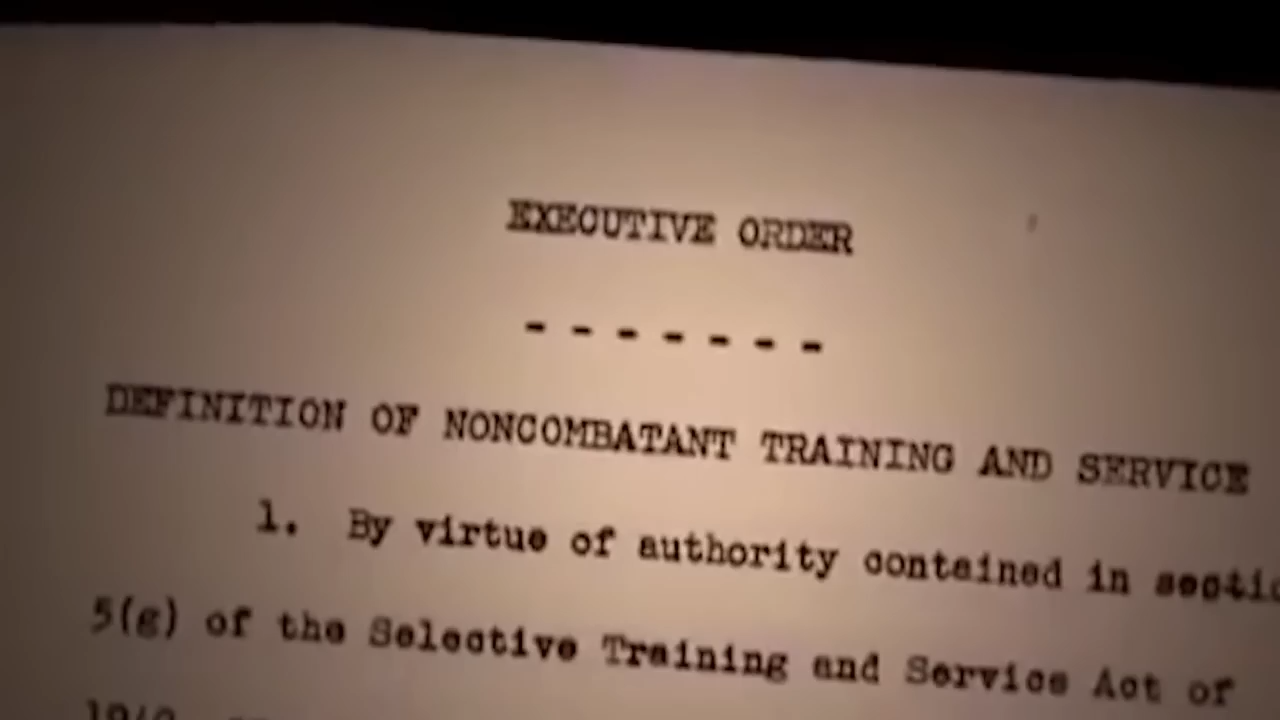 EXECUTIVE ORDER
- - - - - - -
DEFINITION OF NONCOMBATANT TRAINING AND SERVICE
1. By virtue of authority contained in sectio
5(g) of the Selective Training and Service Act of